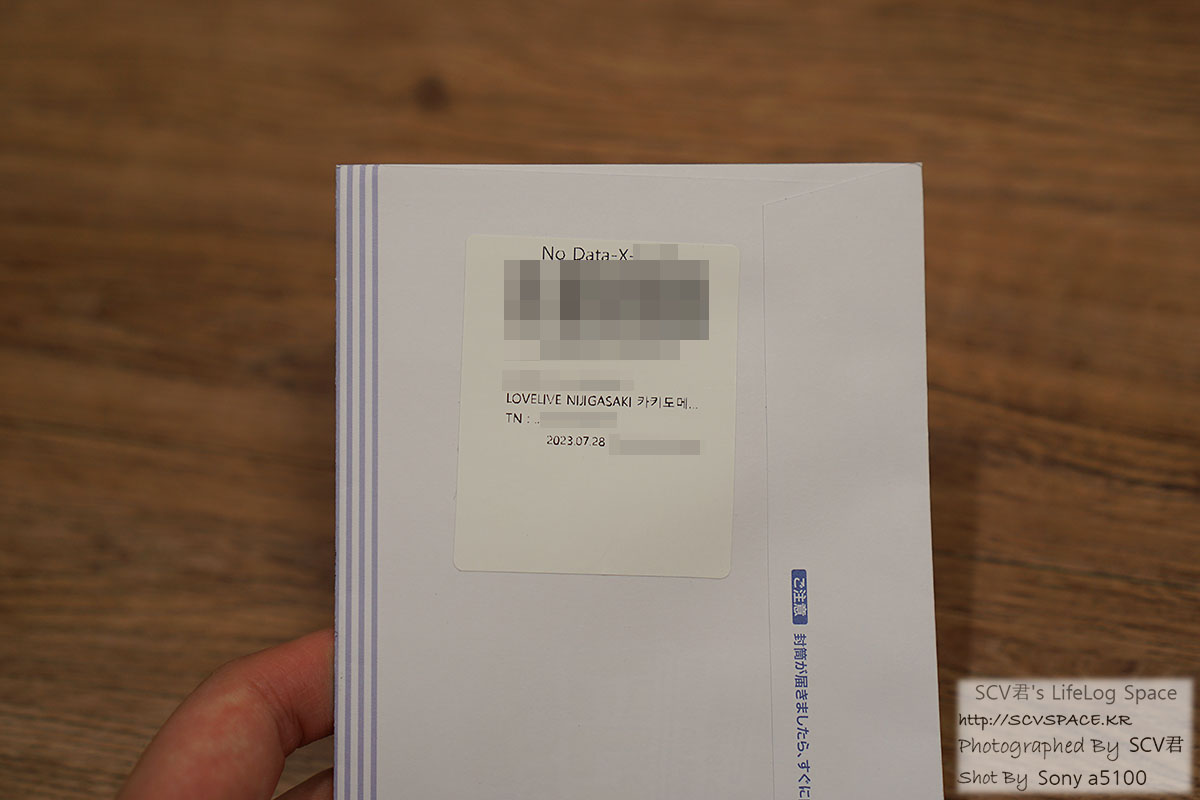 No Data-X-
LOVELIVE NIJIGASAKI 카키도메...
TN : ..
2023.07.28
ご注意 封筒が届きましたら、すぐに
SCV君's LifeLog Space
http://SCVSPACE.KR
Photographed By SCV君
Shot By Sony a5100